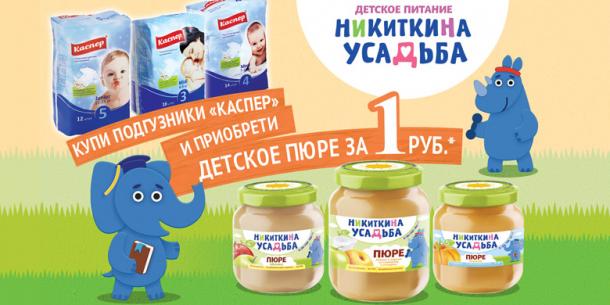 ДЕТСКОЕ ПИТАНИЕ
НИКИТКИНА
УСАДЬБА
Каспер
Каспер
Каспер
5
3
4
КУПИ ПОДГУЗНИКИ «КАСПЕР»
И ПРИОБРЕТИ
ДЕТСКОЕ ПЮРЕ ЗА 1 РУБ.*
НИКИТКИНА
УСАДЬБА
ПЮРЕ
НИКИТКИНА
УСАДЬБА
ПЮРЕ
НИКИТКИНА
УСАДЬБА
ПЮРЕ